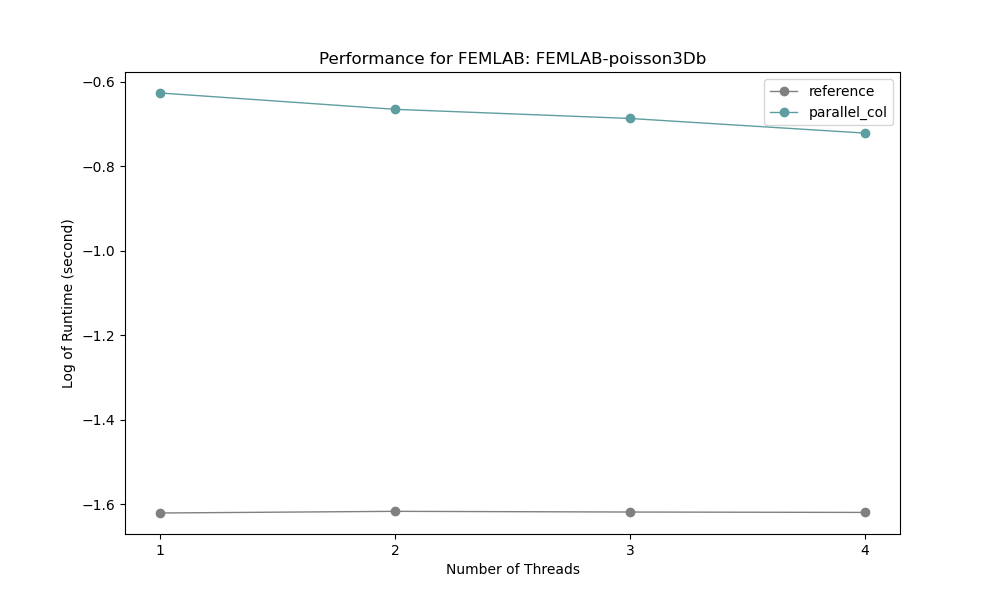 Performance for FEMLAB: FEMLAB-poisson3Db
reference
parallel_col
Log of Runtime (second)
−0.6
−0.8
−1.0
−1.2
−1.4
−1.6
1 2 3 4
Number of Threads